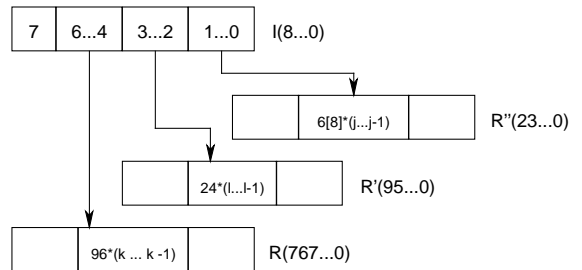 7 6...4 3...2 1...0 I(8...0)
6[8]*(j...j-1) R''(23...0)
24*(l...l-1) R'(95...0)
96*(k ... k -1) R(767...0)